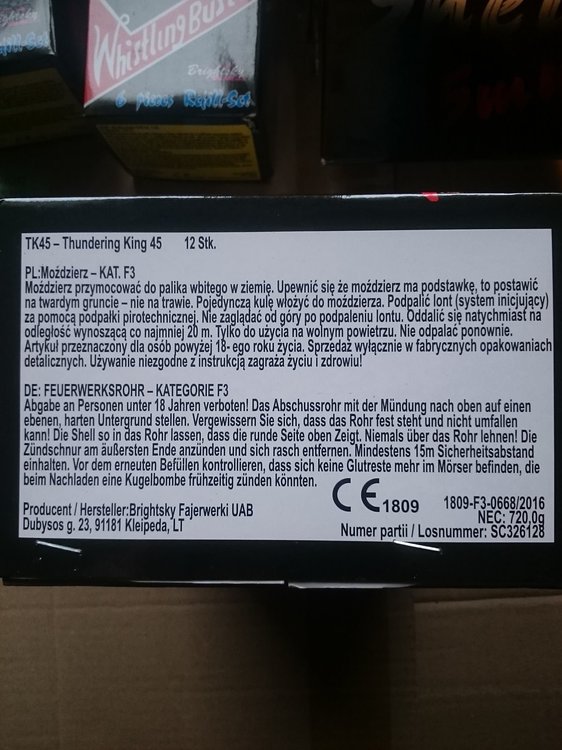 Whistling Bust
Brightsky
6 pieces Refill-Set
TK45 – Thundering King 45 12 Stk.
PL:Moździerz – KAT. F3
Moździerz przymocować do palika wbitego w ziemię. Upewnić się że moździerz ma podstawkę, to postawić
na twardym gruncie – nie na trawie. Pojedynczą kulę włożyć do moździerza. Podpalić lont (system inicjujący)
za pomocą podpałki pirotechnicznej. Nie zaglądać od góry po podpaleniu lontu. Oddalić się natychmiast na
odległość wynoszącą co najmniej 20 m. Tylko do użycia na wolnym powietrzu. Nie odpalać ponownie.
Artykuł przeznaczony dla osób powyżej 18- ego roku życia. Sprzedaż wyłącznie w fabrycznych opakowaniach
detalicznych. Używanie niezgodne z instrukcją zagraża życiu i zdrowiu!
DE: FEUERWERKSROHR – KATEGORIE F3
Abgabe an Personen unter 18 Jahren verboten! Das Abschussrohr mit der Mündung nach oben auf einen
ebenen, harten Untergrund stellen. Vergewissern Sie sich, dass das Rohr fest steht und nicht umfallen
kann! Die Shell so in das Rohr lassen, dass die runde Seite oben Zeigt. Niemals über das Rohr lehnen! Die
Zündschnur am äußersten Ende anzünden und sich rasch entfernen. Mindestens 15m Sicherheitsabstand
einhalten. Vor dem erneuten Befüllen kontrollieren, dass sich keine Glutreste mehr im Mörser befinden, die
beim Nachladen eine Kugelbombe frühzeitig zünden könnten.
CE 1809
1809-F3-0668/2016
NEC: 720,0g
Producent / Hersteller:Brightsky Fajerwerki UAB
Dubysos g. 23, 91181 Kleipeda, LT
Numer partii / Losnummer: SC326128